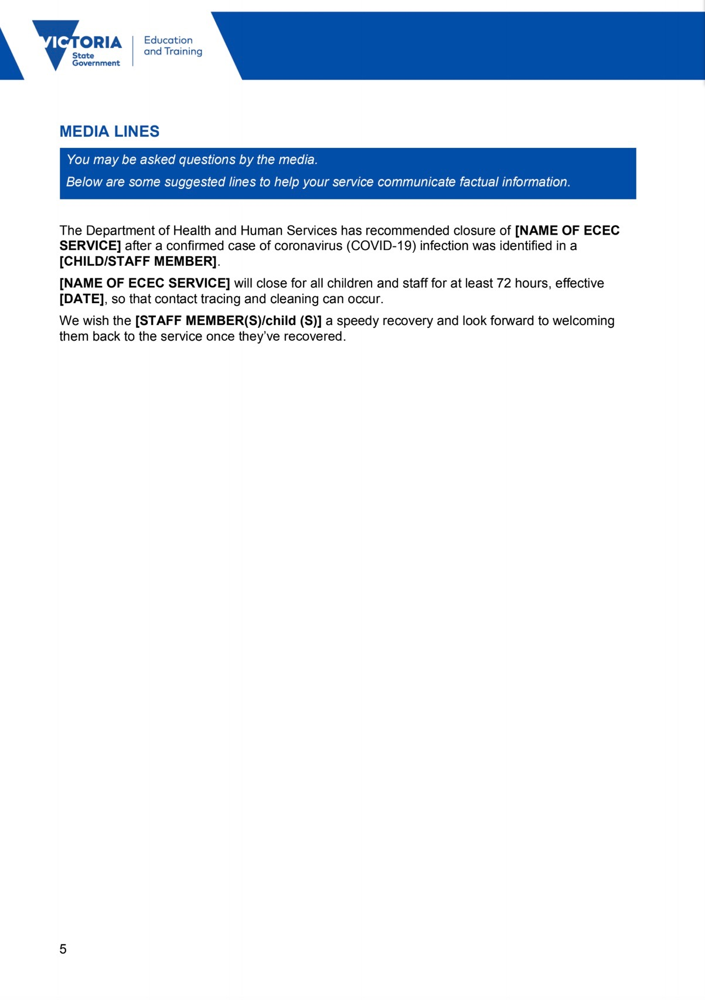 VICTORIA
State
Government
Education
and Training
MEDIA LINES
You may be asked questions by the media.
Below are some suggested lines to help your service communicate factual information.
The Department of Health and Human Services has recommended closure of [NAME OF ECEC
SERVICE] after a confirmed case of coronavirus (COVID-19) infection was identified in a
[CHILD/STAFF MEMBER].
[NAME OF ECEC SERVICE] will close for all children and staff for at least 72 hours, effective
[DATE], so that contact tracing and cleaning can occur.
We wish the [STAFF MEMBER(S)/child (S)] a speedy recovery and look forward to welcoming
them back to the service once they’ve recovered.
5